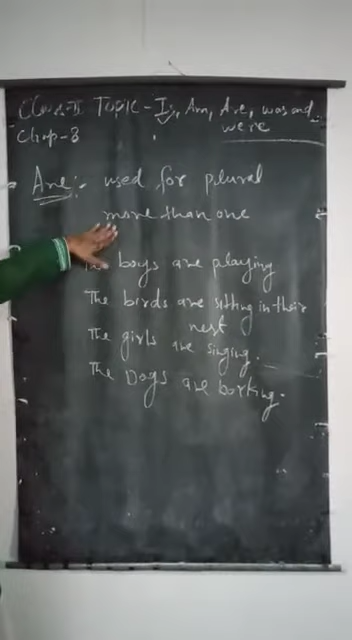 Class-II Topic - Is, Am, Are, was and were
Chap-8
Are :- used for plural
more than one
The boys are playing
The birds are sitting in their nest
The girls are singing.
The Dogs are borking.